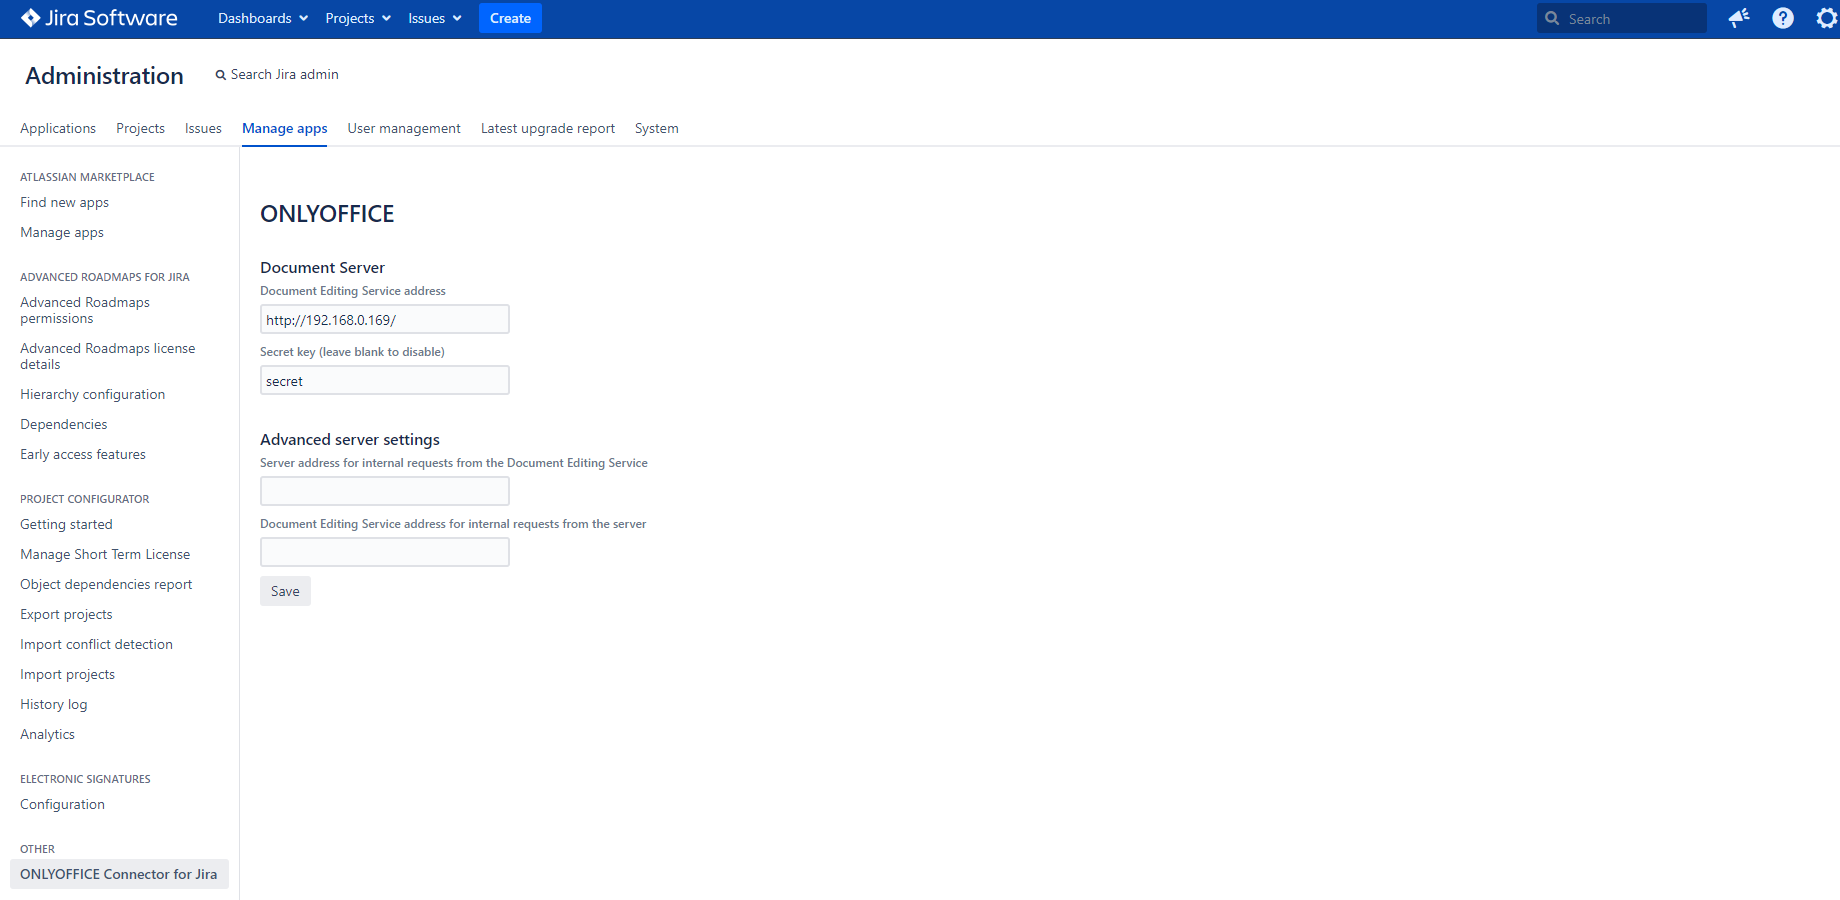 Jira Software
Dashboards Projects Issues Create Search
Administration Search Jira admin
Applications Projects Issues Manage apps User management Latest upgrade report System
ATLASSIAN MARKETPLACE
Find new apps
Manage apps
ADVANCED ROADMAPS FOR JIRA
Advanced Roadmaps
permissions
Advanced Roadmaps license
details
Hierarchy configuration
Dependencies
Early access features
PROJECT CONFIGURATOR
Getting started
Manage Short Term License
Object dependencies report
Export projects
Import conflict detection
Import projects
History log
Analytics
ELECTRONIC SIGNATURES
Configuration
OTHER
ONLYOFFICE Connector for Jira
ONLYOFFICE
Document Server
Document Editing Service address
http://192.168.0.169/
Secret key (leave blank to disable)
secret
Advanced server settings
Server address for internal requests from the Document Editing Service
Document Editing Service address for internal requests from the server
Save